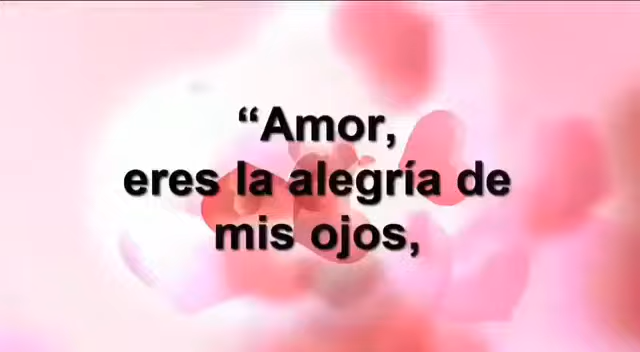 “Amor,
eres la alegría de
mis ojos,